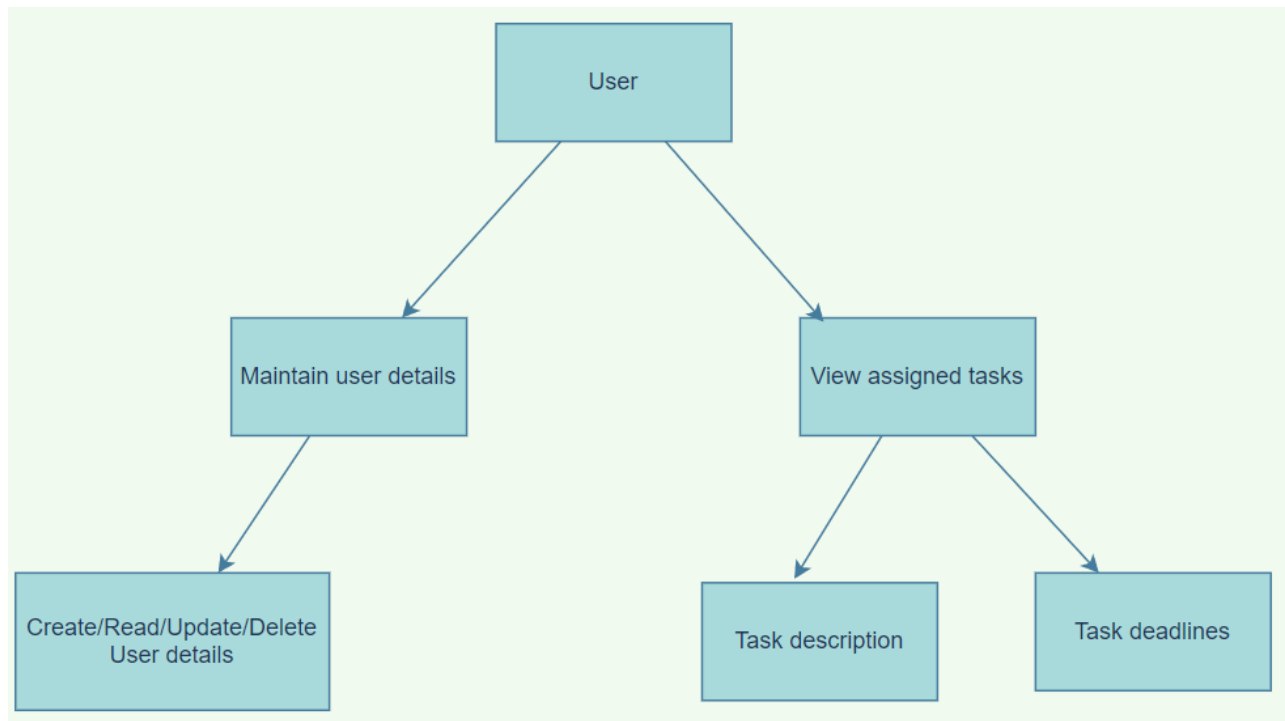 User
Maintain user details
View assigned tasks
Create/Read/Update/Delete
User details
Task description
Task deadlines